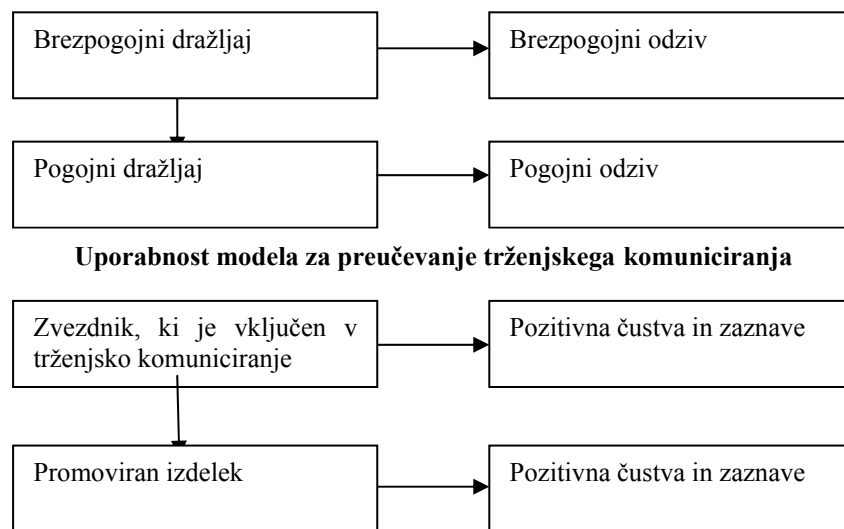 Brezpogojni dražljaj
Brezpogojni odziv
Pogojni dražljaj
Pogojni odziv
Uporabnost modela za preučevanje trženjskega komuniciranja
Zvezdnik, ki je vključen v
trženjsko komuniciranje
Pozitivna čustva in zaznave
Promoviran izdelek
Pozitivna čustva in zaznave